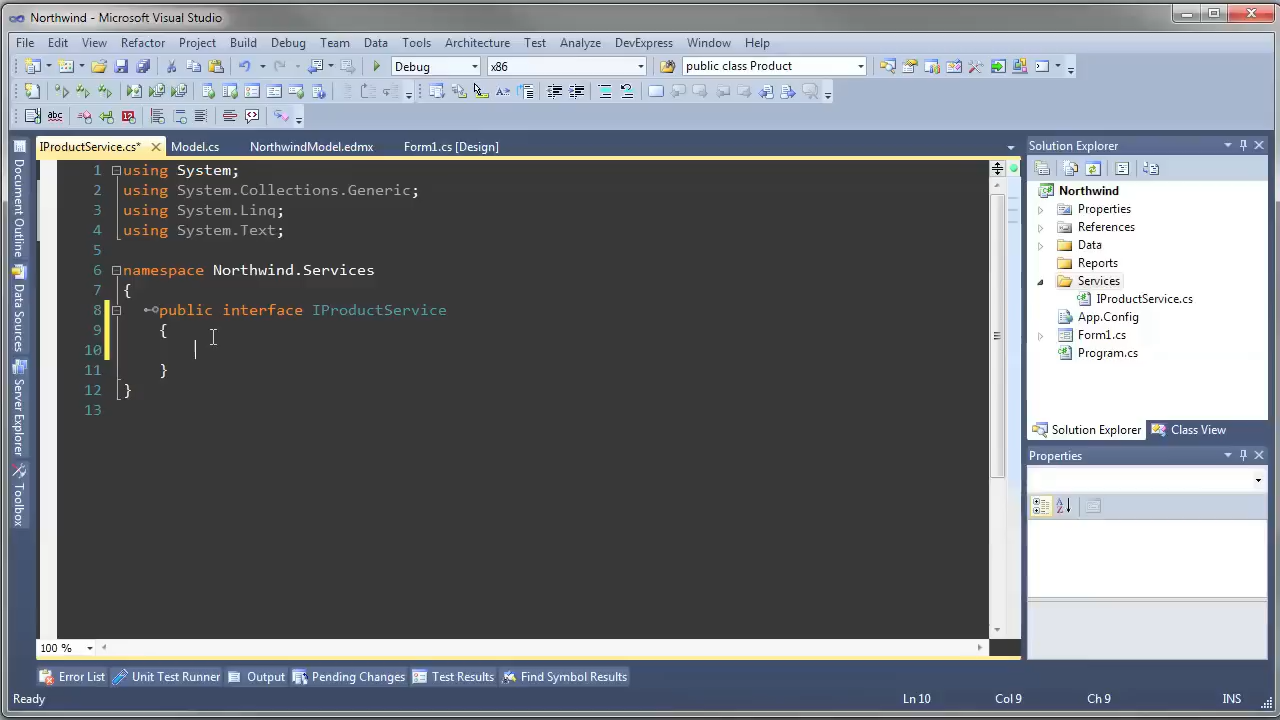 Northwind - Microsoft Visual Studio
File Edit View Refactor Project Build Debug Team Data Tools Architecture Test Analyze DevExpress Window Help
Debug x86 public class Product
IProductService.cs* Model.cs NorthwindModel.edmx Form1.cs [Design]
Document Outline
Data Sources
Server Explorer
Toolbox
1 using System;
2 using System.Collections.Generic;
3 using System.Linq;
4 using System.Text;
5
6 namespace Northwind.Services
7 {
8 public interface IProductService
9 {
10
11 }
12 }
13
100 %
Solution Explorer
Northwind
Properties
References
Data
Reports
Services
IProductService.cs
App.Config
Form1.cs
Program.cs
Solution Explorer Class View
Properties
Error List Unit Test Runner Output Pending Changes Test Results Find Symbol Results
Ready Ln 10 Col 9 Ch 9 INS